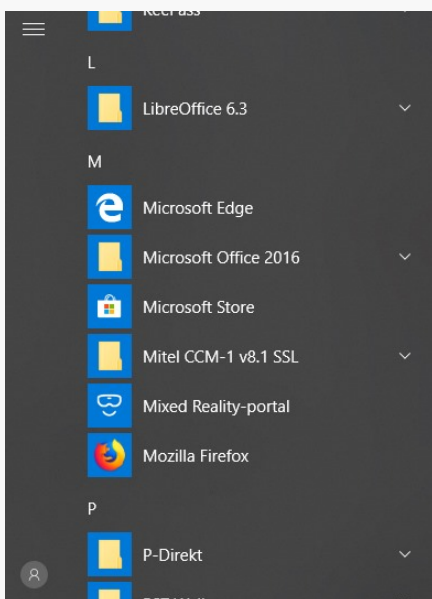 KeePass
L
LibreOffice 6.3
M
Microsoft Edge
Microsoft Office 2016
Microsoft Store
Mitel CCM-1 v8.1 SSL
Mixed Reality-portal
Mozilla Firefox
P
P-Direkt